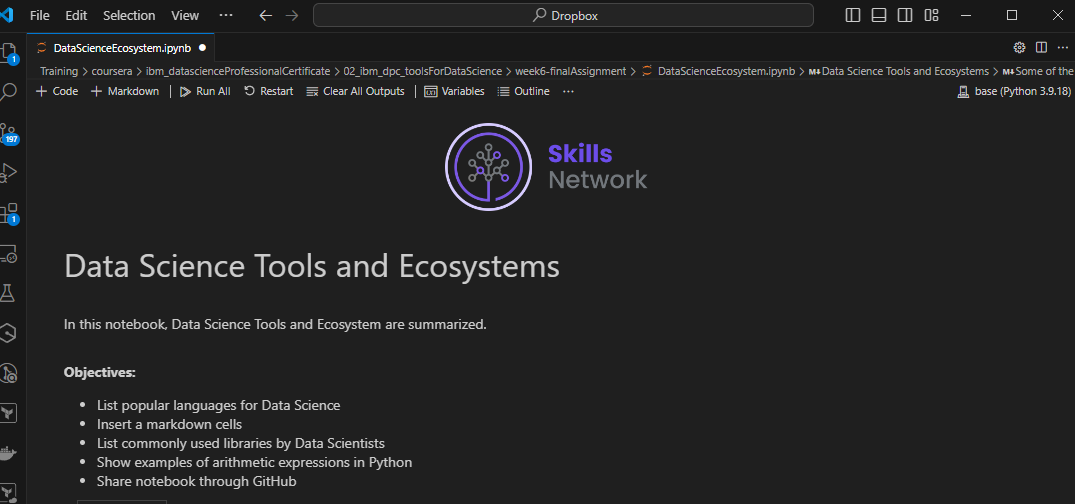 File Edit Selection View ··· Dropbox
DataScienceEcosystem.ipynb
Training > coursera > ibm_datascienceProfessionalCertificate > 02_ibm_dpc_toolsForDataScience > week6-finalAssignment > DataScienceEcosystem.ipynb > M↓Data Science Tools and Ecosystems > M↓Some of the
+ Code + Markdown | Run All Restart Clear All Outputs | Variables Outline ··· base (Python 3.9.18)
1
197
1
Skills
Network
Data Science Tools and Ecosystems
In this notebook, Data Science Tools and Ecosystem are summarized.
Objectives:
• List popular languages for Data Science
• Insert a markdown cells
• List commonly used libraries by Data Scientists
• Show examples of arithmetic expressions in Python
• Share notebook through GitHub